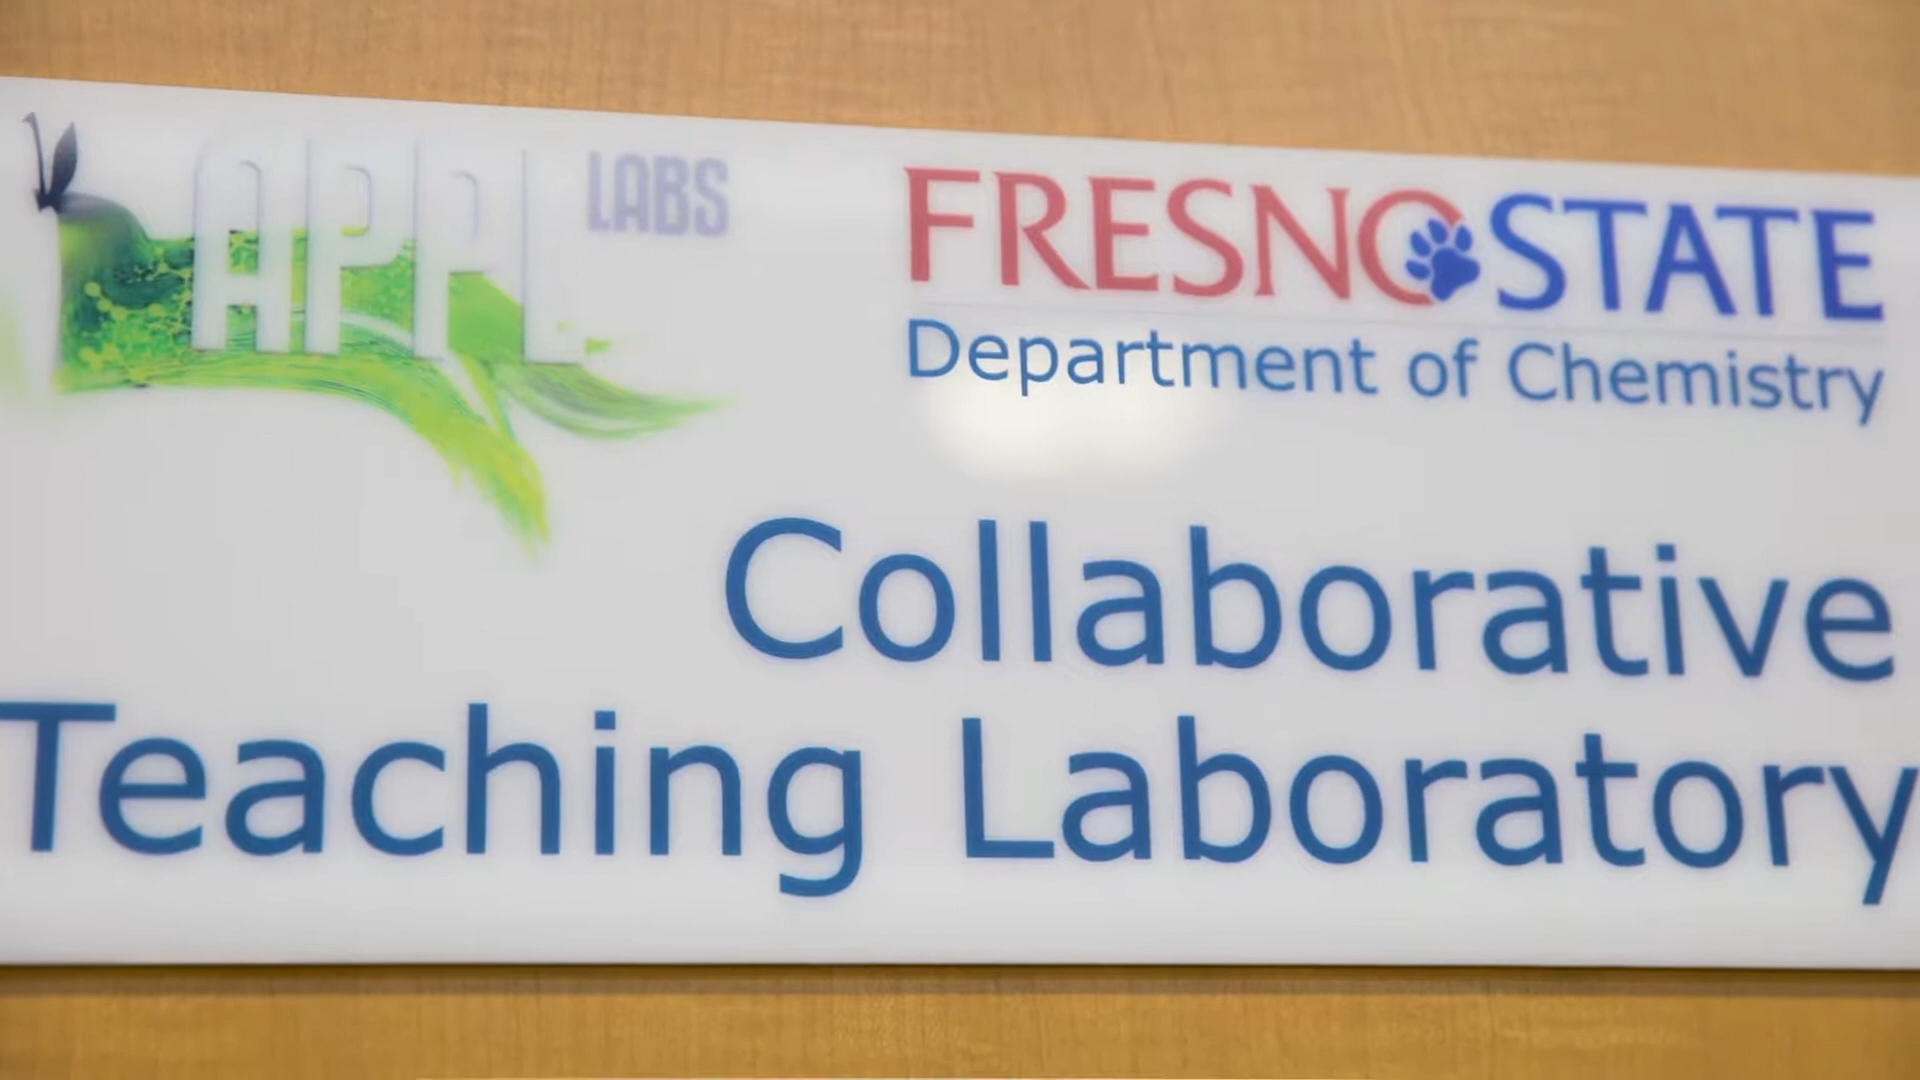 APPL LABS
FRESNO STATE
Department of Chemistry
Collaborative
Teaching Laboratory